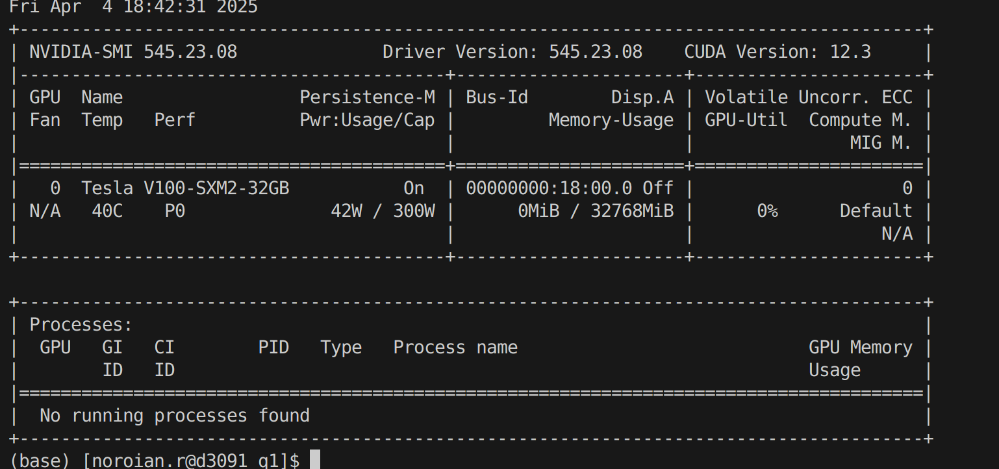 Fri Apr  4 18:42:31 2025
+---------------------------------------------------------------------------------------+
| NVIDIA-SMI 545.23.08              Driver Version: 545.23.08    CUDA Version: 12.3     |
|-----------------------------------------+----------------------+----------------------+
| GPU  Name                 Persistence-M | Bus-Id        Disp.A | Volatile Uncorr. ECC |
| Fan  Temp   Perf          Pwr:Usage/Cap |         Memory-Usage | GPU-Util  Compute M. |
|                                         |                      |               MIG M. |
|=========================================+======================+======================|
|   0  Tesla V100-SXM2-32GB           On  | 00000000:18:00.0 Off |                    0 |
| N/A   40C    P0              42W / 300W |      0MiB / 32768MiB |      0%      Default |
|                                         |                      |                  N/A |
+-----------------------------------------+----------------------+----------------------+

+---------------------------------------------------------------------------------------+
| Processes:                                                                            |
|  GPU   GI   CI        PID   Type   Process name                            GPU Memory |
|        ID   ID                                                             Usage      |
|=======================================================================================|
|  No running processes found                                                           |
+---------------------------------------------------------------------------------------+
(base) [noroian.r@d3091 q1]$